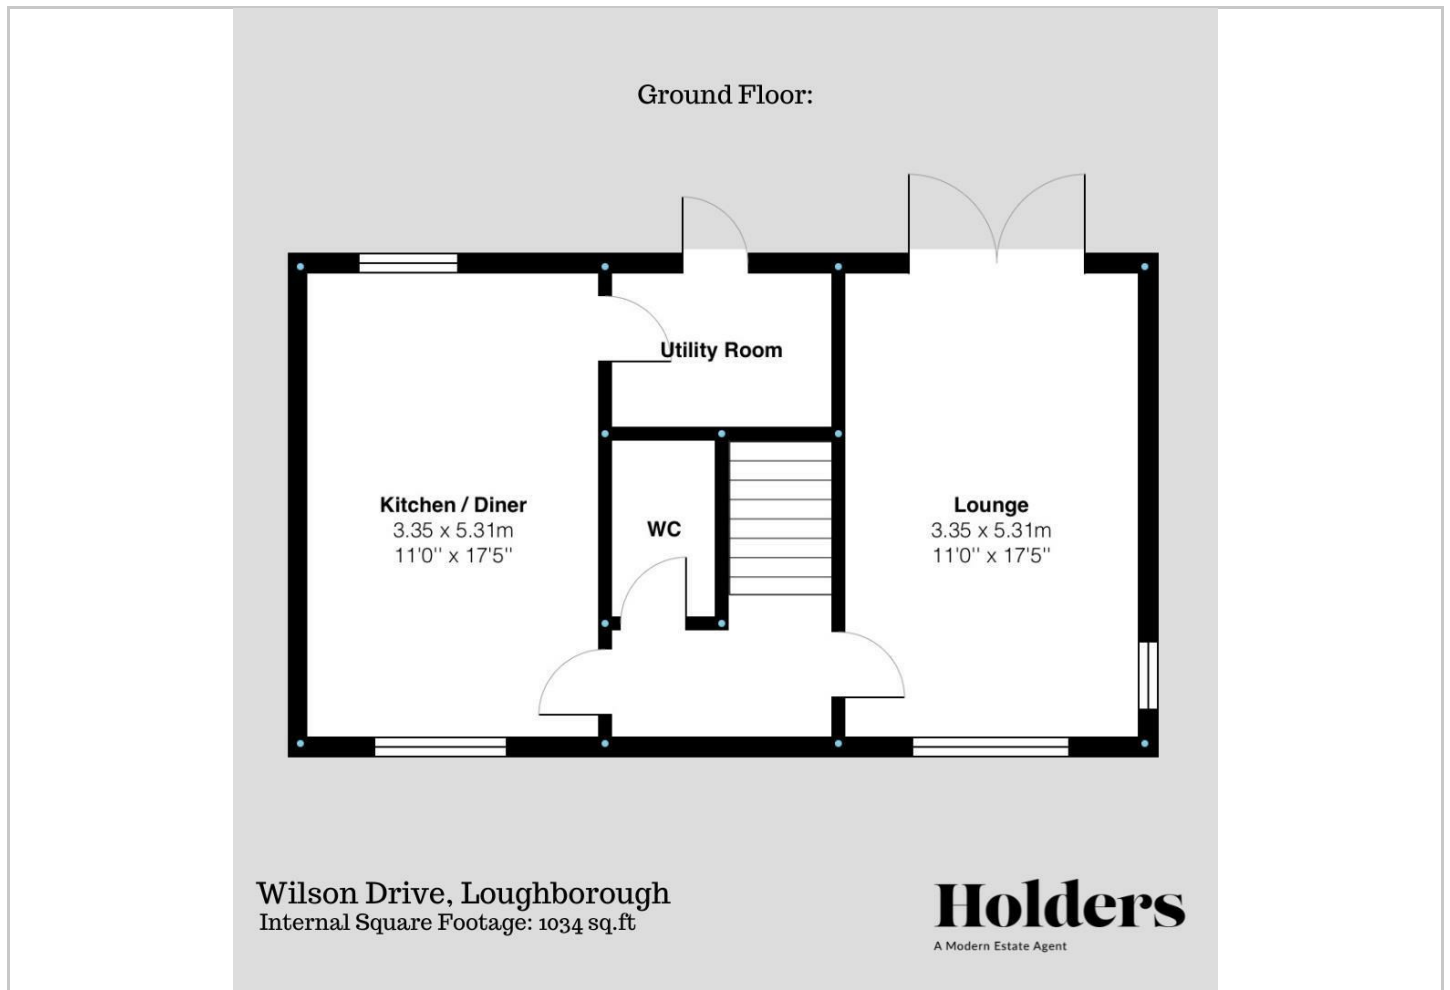 Ground Floor:
Utility Room
Kitchen / Diner
3.35 x 5.31m
11'0'' x 17'5''
WC
Lounge
3.35 x 5.31m
11'0'' x 17'5''
Wilson Drive, Loughborough
Internal Square Footage: 1034 sq.ft
Holders
A Modern Estate Agent